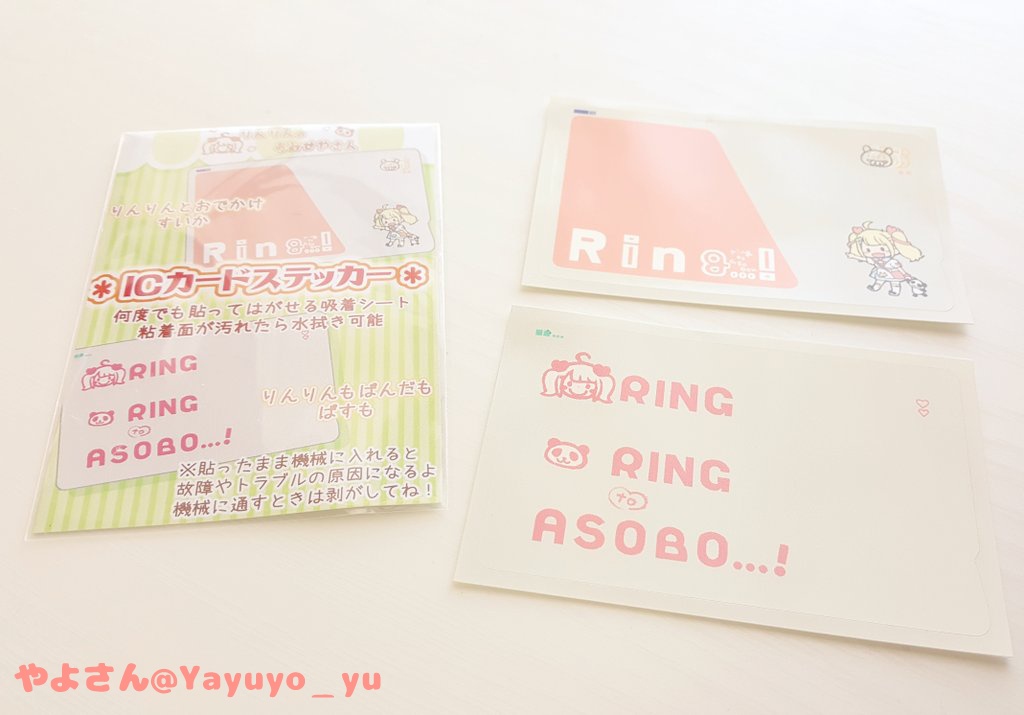 りんりんとおでかけ
すいか
Ring...!
ICカードステッカー
何度でも貼ってはがせる吸着シート
粘着面が汚れたら水拭き可能
RING
RING
to
ASOBO...!
りんりんもぱんだも
ぱすも
※貼ったまま機械に入れると
故障やトラブルの原因になるよ
機械に通すときは剥がしてね！
Ring...!
RING
RING
to
ASOBO...!
やよさん@Yayuyo_yu